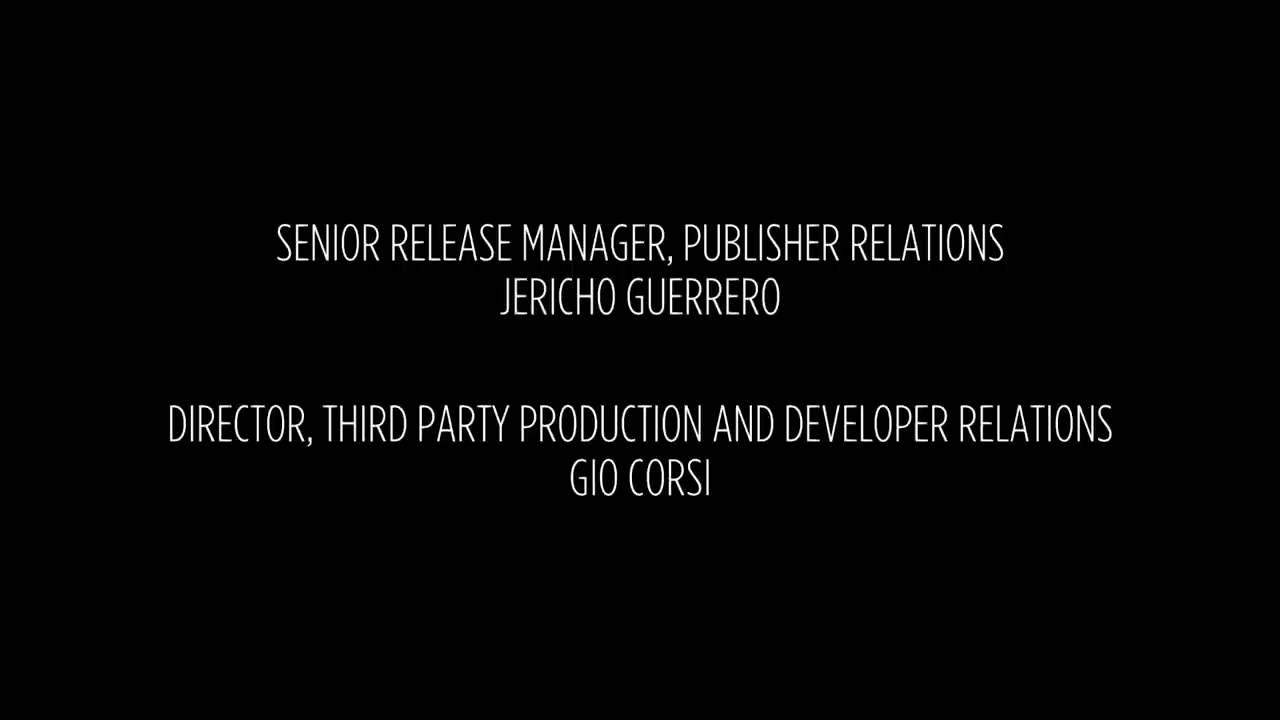 SENIOR RELEASE MANAGER, PUBLISHER RELATIONS
JERICHO GUERRERO
DIRECTOR, THIRD PARTY PRODUCTION AND DEVELOPER RELATIONS
GIO CORSI